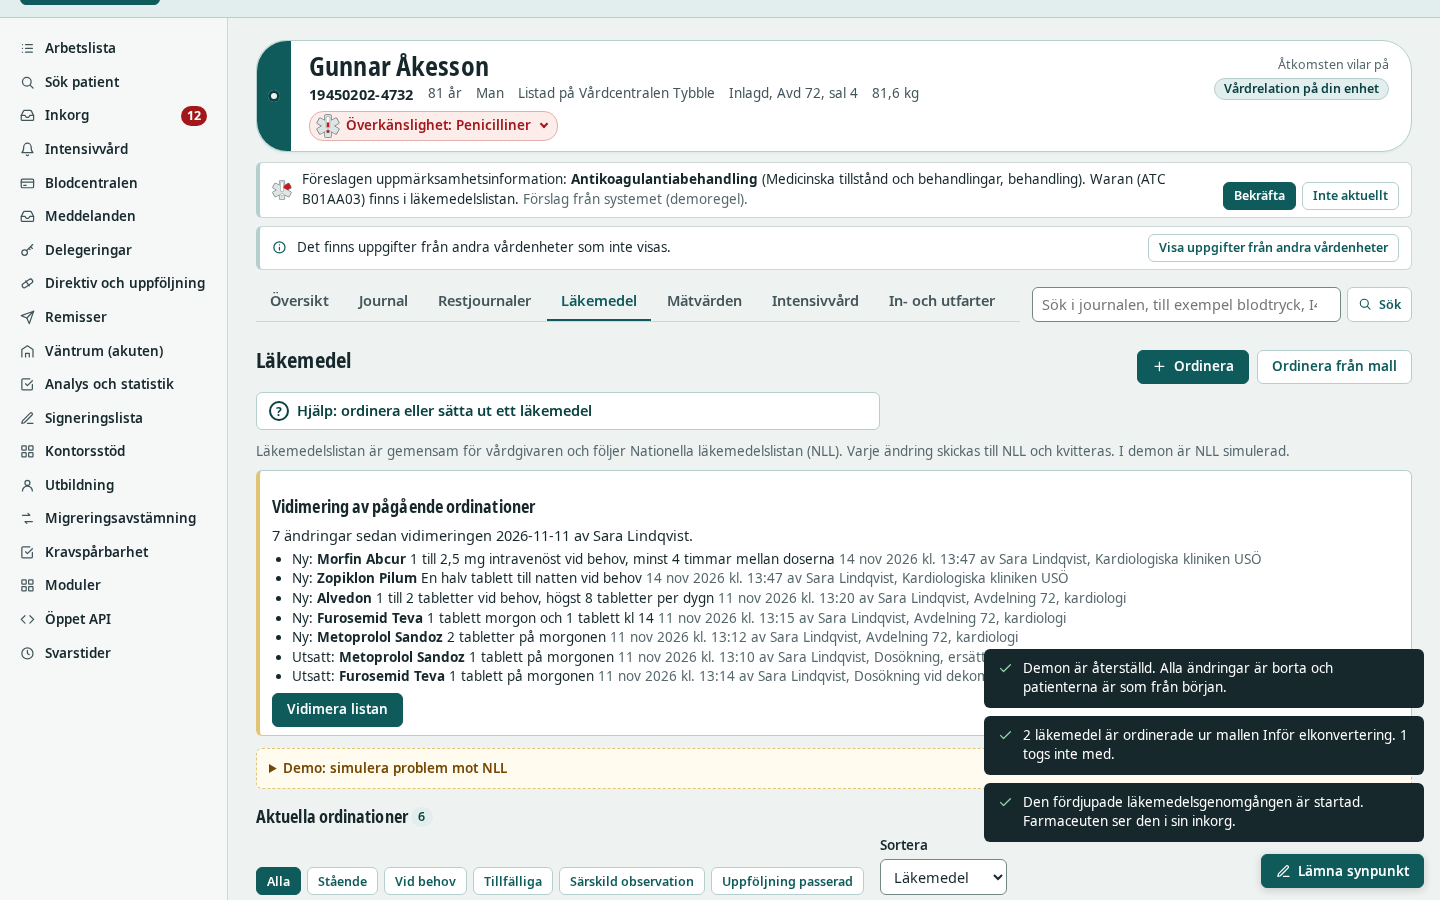 Arbetslista
Sök patient
Inkorg
12
Intensivvård
Blodcentralen
Meddelanden
Delegeringar
Direktiv och uppföljning
Remisser
Väntrum (akuten)
Analys och statistik
Signeringslista
Kontorsstöd
Utbildning
Migreringsavstämning
Kravspårbarhet
Moduler
Öppet API
Svarstider
Gunnar Åkesson
19450202-4732 81 år Man Listad på Vårdcentralen Tybble Inlagd, Avd 72, sal 4 81,6 kg
Överkänslighet: Penicilliner
Åtkomsten vilar på
Vårdrelation på din enhet
Föreslagen uppmärksamhetsinformation: Antikoagulantiabehandling (Medicinska tillstånd och behandlingar, behandling). Waran (ATC
B01AA03) finns i läkemedelslistan. Förslag från systemet (demoregel).
Bekräfta
Inte aktuellt
Det finns uppgifter från andra vårdenheter som inte visas.
Visa uppgifter från andra vårdenheter
Översikt Journal Restjournaler Läkemedel Mätvärden Intensivvård In- och utfarter
Sök i journalen, till exempel blodtryck, I
Sök
Läkemedel
Ordinera
Ordinera från mall
? Hjälp: ordinera eller sätta ut ett läkemedel
Läkemedelslistan är gemensam för vårdgivaren och följer Nationella läkemedelslistan (NLL). Varje ändring skickas till NLL och kvitteras. I demon är NLL simulerad.
Vidimering av pågående ordinationer
7 ändringar sedan vidimeringen 2026-11-11 av Sara Lindqvist.
Ny: Morfin Abcur 1 till 2,5 mg intravenöst vid behov, minst 4 timmar mellan doserna 14 nov 2026 kl. 13:47 av Sara Lindqvist, Kardiologiska kliniken USÖ
Ny: Zopiklon Pilum En halv tablett till natten vid behov 14 nov 2026 kl. 13:47 av Sara Lindqvist, Kardiologiska kliniken USÖ
Ny: Alvedon 1 till 2 tabletter vid behov, högst 8 tabletter per dygn 11 nov 2026 kl. 13:20 av Sara Lindqvist, Avdelning 72, kardiologi
Ny: Furosemid Teva 1 tablett morgon och 1 tablett kl 14 11 nov 2026 kl. 13:15 av Sara Lindqvist, Avdelning 72, kardiologi
Ny: Metoprolol Sandoz 2 tabletter på morgonen 11 nov 2026 kl. 13:12 av Sara Lindqvist, Avdelning 72, kardiologi
Utsatt: Metoprolol Sandoz 1 tablett på morgonen 11 nov 2026 kl. 13:10 av Sara Lindqvist, Dosökning, ersätt
Utsatt: Furosemid Teva 1 tablett på morgonen 11 nov 2026 kl. 13:14 av Sara Lindqvist, Dosökning vid dekom
Vidimera listan
Demo: simulera problem mot NLL
Aktuella ordinationer 6
Alla Stående Vid behov Tillfälliga Särskild observation Uppföljning passerad
Sortera
Läkemedel
Demon är återställd. Alla ändringar är borta och
patienterna är som från början.
2 läkemedel är ordinerade ur mallen Inför elkonvertering. 1
togs inte med.
Den fördjupade läkemedelsgenomgången är startad.
Farmaceuten ser den i sin inkorg.
Lämna synpunkt